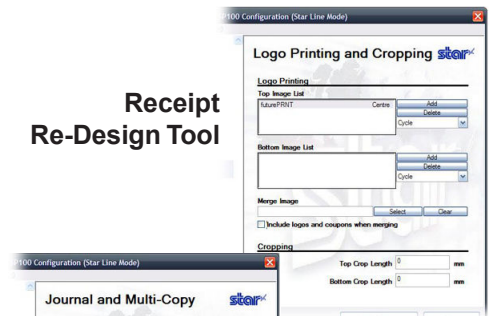 P100 Configuration (Star Line Mode)
Logo Printing and Cropping star
Logo Printing
Top Image List
futurePRNT Centre
Add
Delete
Cycle
Bottom Image List
Add
Delete
Cycle
Merge Image
Select Clear
Include logos and coupons when merging
Cropping
Top Crop Length 0 mm
Bottom Crop Length 0 mm
Receipt
Re-Design Tool
P100 Configuration (Star Line Mode)
Journal and Multi-Copy star